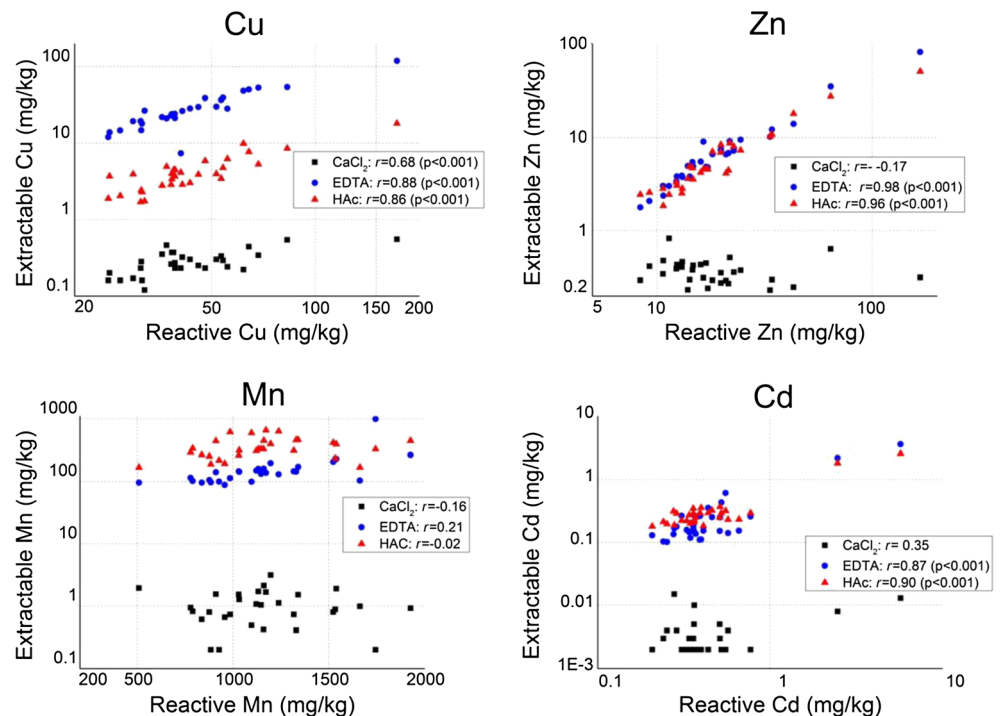 Cu
Extractable Cu (mg/kg)
100
10
1
0.1
CaCl2: r=0.68 (p<0.001)
EDTA: r=0.88 (p<0.001)
HAc: r=0.86 (p<0.001)
20 50 100 150 200
Reactive Cu (mg/kg)
Zn
Extractable Zn (mg/kg)
100
10
1
0.2
CaCl2: r=- -0.17
EDTA: r=0.98 (p<0.001)
HAc: r=0.96 (p<0.001)
5 10 100
Reactive Zn (mg/kg)
Mn
Extractable Mn (mg/kg)
1000
100
10
1
0.1
CaCl2: r=-0.16
EDTA: r=0.21
HAC: r=-0.02
200 500 1000 1500 2000
Reactive Mn (mg/kg)
Cd
Extractable Cd (mg/kg)
10
1
0.1
0.01
1E-3
CaCl2: r= 0.35
EDTA: r=0.87 (p<0.001)
HAc: r=0.90 (p<0.001)
0.1 1 10
Reactive Cd (mg/kg)